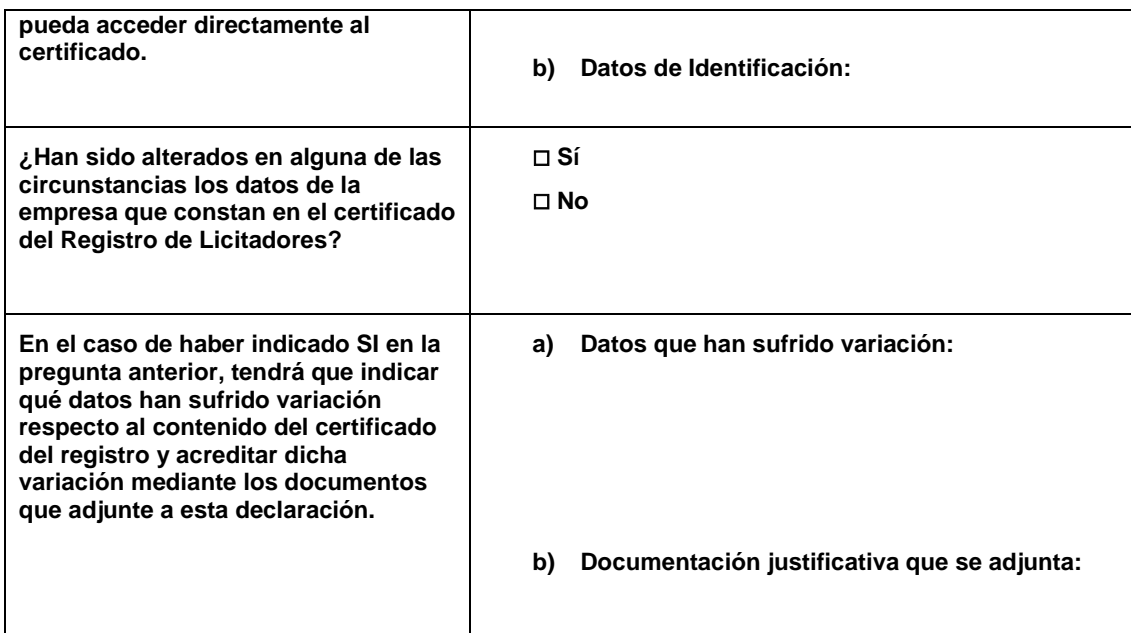 pueda acceder directamente al
certificado.
b) Datos de Identificación:
¿Han sido alterados en alguna de las
circunstancias los datos de la
empresa que constan en el certificado
del Registro de Licitadores?
□ Sí
□ No
En el caso de haber indicado SI en la
pregunta anterior, tendrá que indicar
qué datos han sufrido variación
respecto al contenido del certificado
del registro y acreditar dicha
variación mediante los documentos
que adjunte a esta declaración.
a) Datos que han sufrido variación:
b) Documentación justificativa que se adjunta: